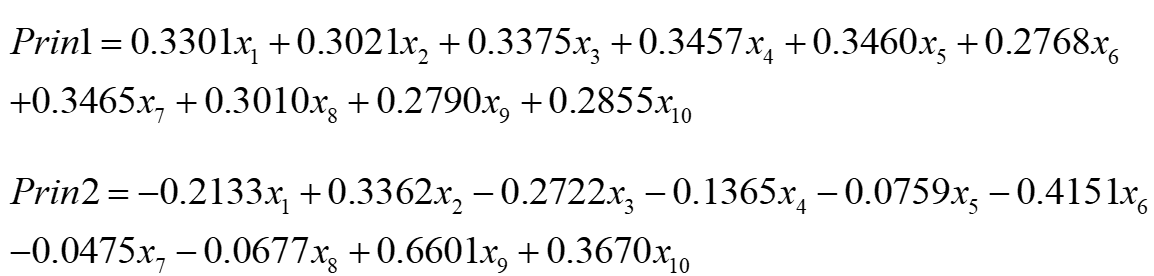 Prin1 = 0.3301x₁ + 0.3021x₂ + 0.3375x₃ + 0.3457x₄ + 0.3460x₅ + 0.2768x₆
+0.3465x₇ + 0.3010x₈ + 0.2790x₉ + 0.2855x₁₀
Prin2 = −0.2133x₁ + 0.3362x₂ − 0.2722x₃ − 0.1365x₄ − 0.0759x₅ − 0.4151x₆
−0.0475x₇ − 0.0677x₈ + 0.6601x₉ + 0.3670x₁₀